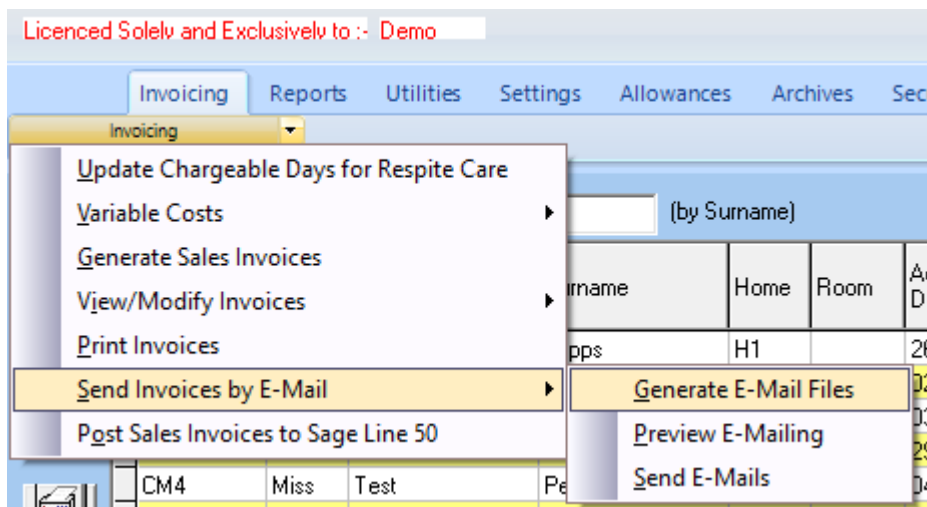 Licenced Solely and Exclusively to :- Demo
Invoicing Reports Utilities Settings Allowances Archives
Invoicing
Update Chargeable Days for Respite Care
Variable Costs
(by Surname)
Generate Sales Invoices
View/Modify Invoices
Home Room
Print Invoices
H1
Send Invoices by E-Mail
Generate E-Mail Files
Post Sales Invoices to Sage Line 50
Preview E-Mailing
Send E-Mails
CM4 Miss Test